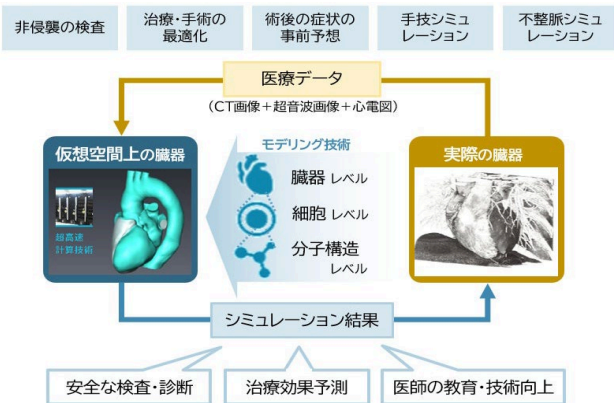 非侵襲の検査
治療・手術の
最適化
術後の症状の
事前予想
手技シミュ
レーション
不整脈シミュ
レーション
医療データ
(CT画像+超音波画像+心電図)
仮想空間上の臓器
超高速
計算技術
モデリング技術
臓器 レベル
細胞 レベル
分子構造
レベル
実際の臓器
シミュレーション結果
安全な検査・診断
治療効果予測
医師の教育・技術向上